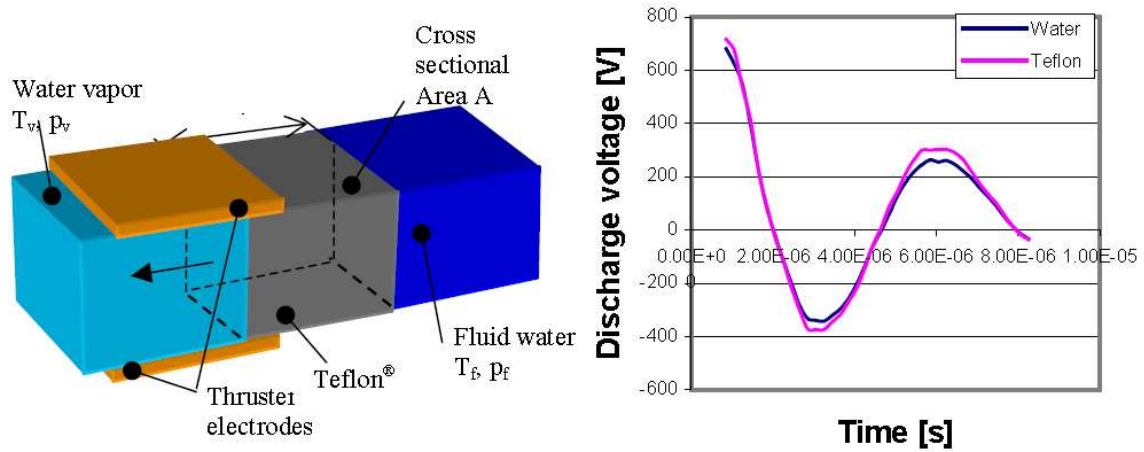 Cross
sectional
Area A
Water vapor
Tv, pv
Fluid water
Tf, pf
Teflon®
Thruster
electrodes
Discharge voltage [V]
800
600
400
200
0
-200
-400
-600
0.00E+0
0
2.00E-06
4.00E-06
6.00E-06
8.00E-06
1.00E-05
Water
Teflon
Time [s]